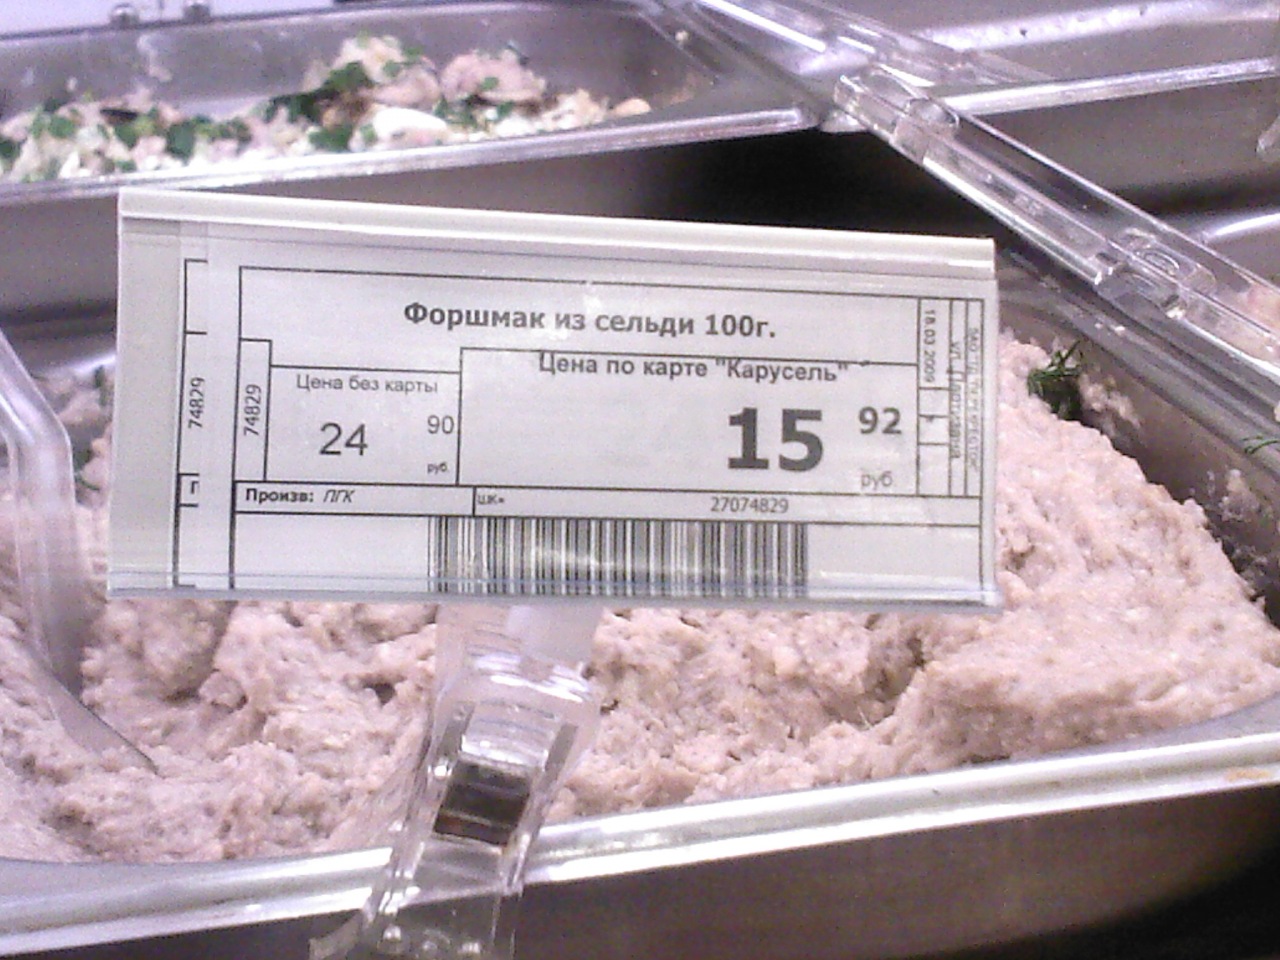 Форшмак из сельди 100г.
Цена по карте "Карусель"
Цена без карты
24 90
руб.
15 92
руб.
74829
74829
Произв: ПГК
ШК=
27074829
18.03.2009